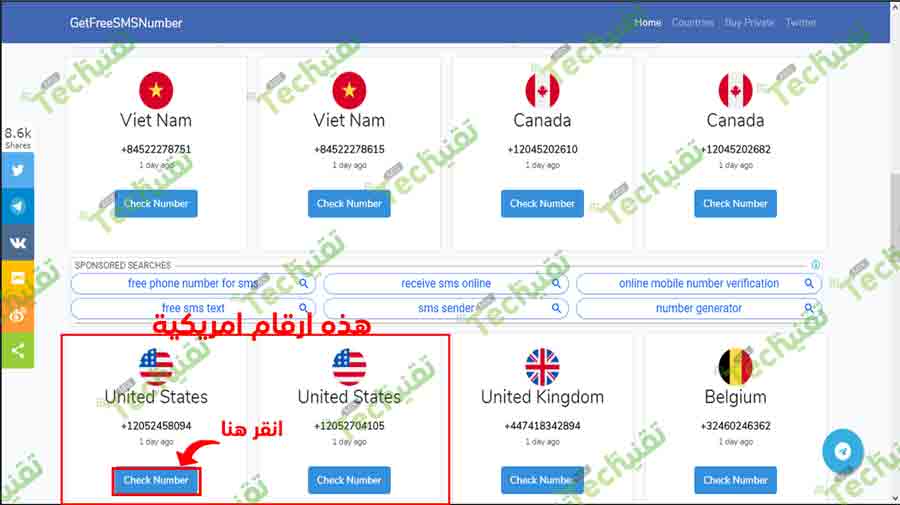 GetFreeSMSNumber
Home Countries Buy Private Twitter
Viet Nam
+84522278751
1 day ago
Check Number
Viet Nam
+84522278615
1 day ago
Check Number
Canada
+12045202610
1 day ago
Check Number
Canada
+12045202682
1 day ago
Check Number
8.6k
Shares
SPONSORED SEARCHES
free phone number for sms
receive sms online
online mobile number verification
free sms text
sms sender
number generator
هذه ارقام امريكية
United States
+12052458094
1 day ago
انقر هنا
Check Number
United States
+12052704105
1 day ago
Check Number
United Kingdom
+447418342894
1 day ago
Check Number
Belgium
+32460246362
1 day ago
Check Number
تقني Techies